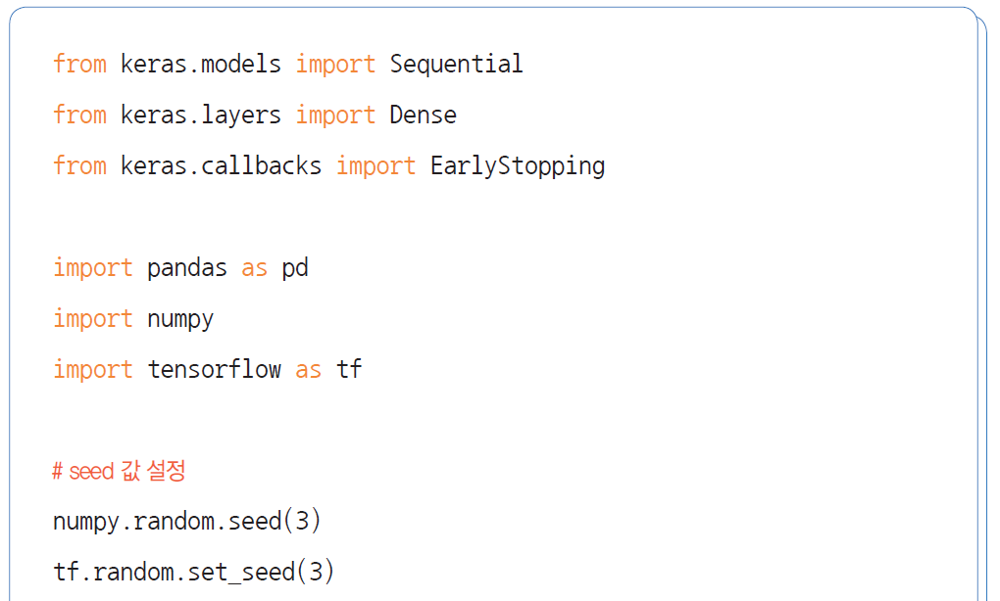 from keras.models import Sequential
from keras.layers import Dense
from keras.callbacks import EarlyStopping
import pandas as pd
import numpy
import tensorflow as tf
# seed 값 설정
numpy.random.seed(3)
tf.random.set_seed(3)